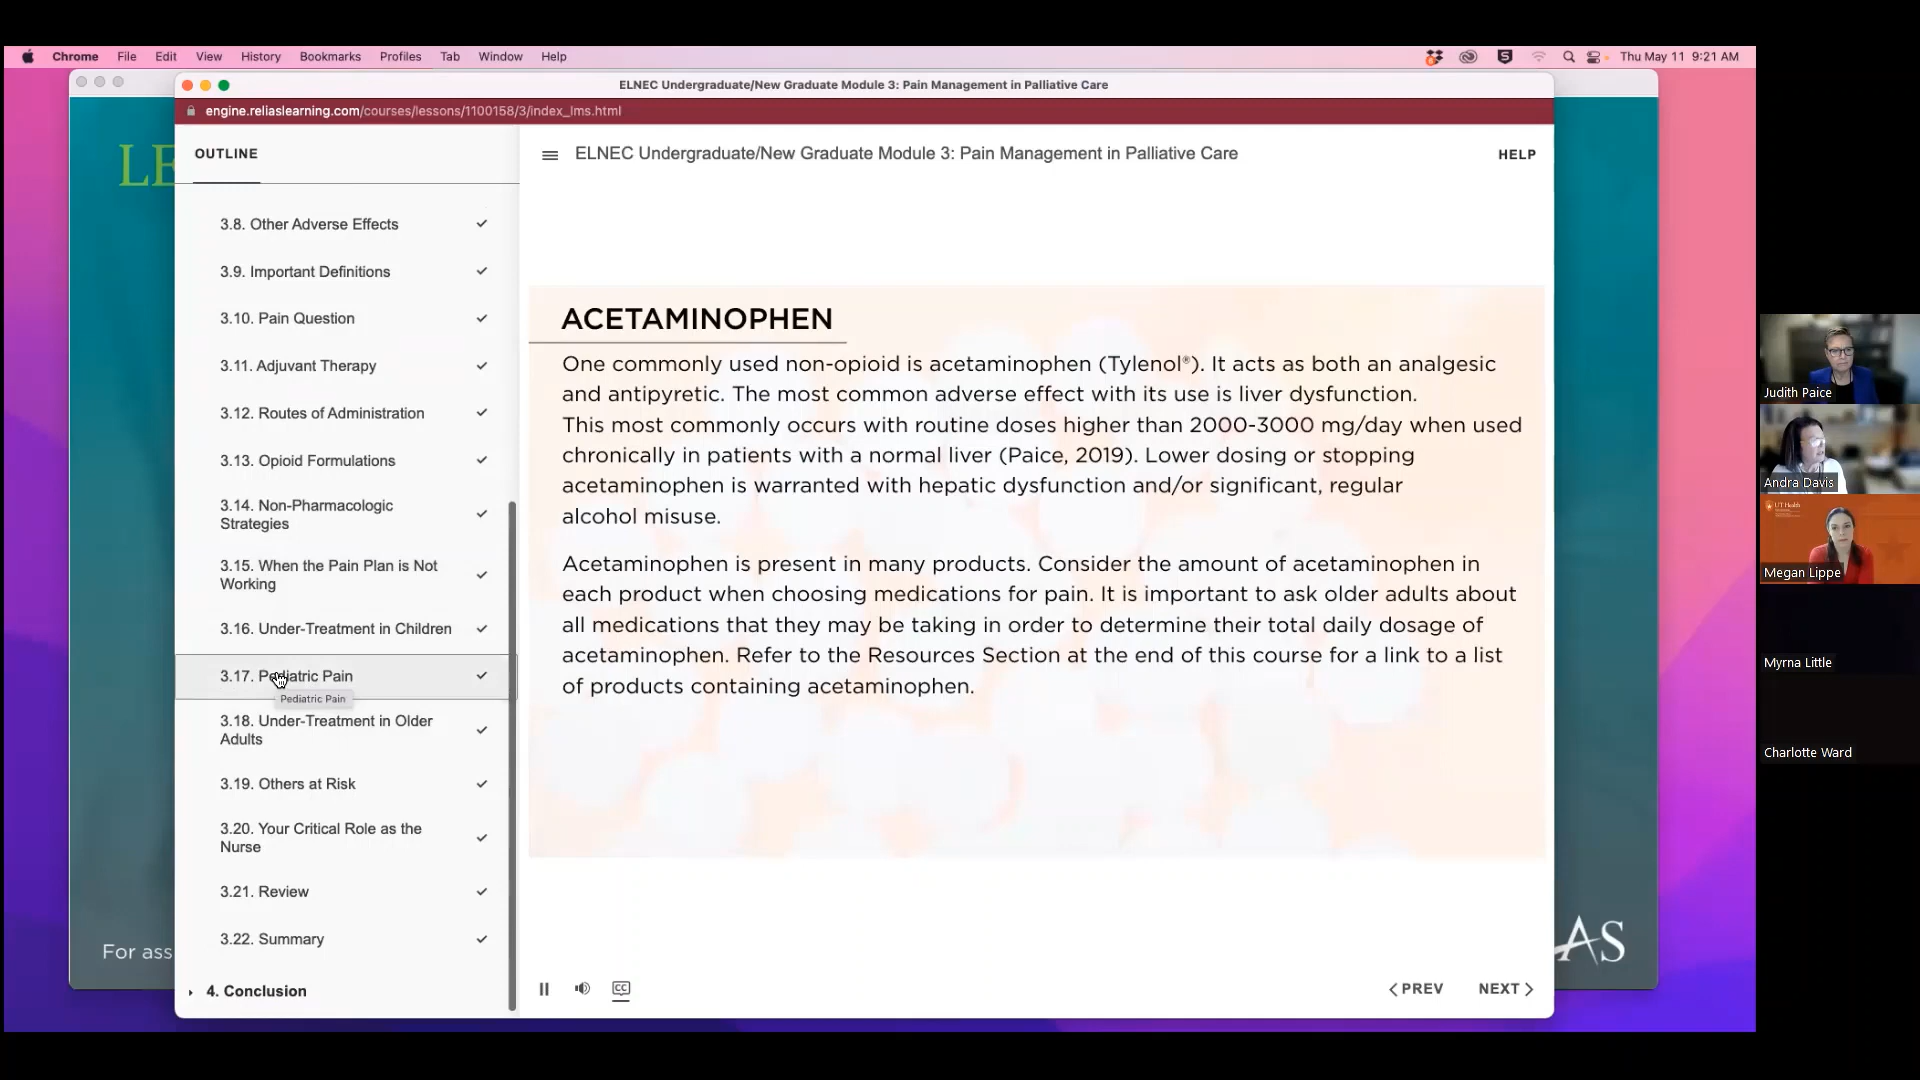 Chrome File Edit View History Bookmarks Profiles Tab Window Help
Thu May 11 9:21 AM
ELNEC Undergraduate/New Graduate Module 3: Pain Management in Palliative Care
engine.reliaslearning.com/courses/lessons/1100158/3/index_lms.html
LE
OUTLINE
3.8. Other Adverse Effects
3.9. Important Definitions
3.10. Pain Question
3.11. Adjuvant Therapy
3.12. Routes of Administration
3.13. Opioid Formulations
3.14. Non-Pharmacologic
Strategies
3.15. When the Pain Plan is Not
Working
3.16. Under-Treatment in Children
3.17. Pediatric Pain
Pediatric Pain
3.18. Under-Treatment in Older
Adults
3.19. Others at Risk
3.20. Your Critical Role as the
Nurse
3.21. Review
3.22. Summary
4. Conclusion
For ass
ELNEC Undergraduate/New Graduate Module 3: Pain Management in Palliative Care
HELP
ACETAMINOPHEN
One commonly used non-opioid is acetaminophen (Tylenol®). It acts as both an analgesic
and antipyretic. The most common adverse effect with its use is liver dysfunction.
This most commonly occurs with routine doses higher than 2000-3000 mg/day when used
chronically in patients with a normal liver (Paice, 2019). Lower dosing or stopping
acetaminophen is warranted with hepatic dysfunction and/or significant, regular
alcohol misuse.
Acetaminophen is present in many products. Consider the amount of acetaminophen in
each product when choosing medications for pain. It is important to ask older adults about
all medications that they may be taking in order to determine their total daily dosage of
acetaminophen. Refer to the Resources Section at the end of this course for a link to a list
of products containing acetaminophen.
CC
PREV
NEXT
AS
Judith Paice
Andra Davis
UT Health
Megan Lippe
Myrna Little
Charlotte Ward